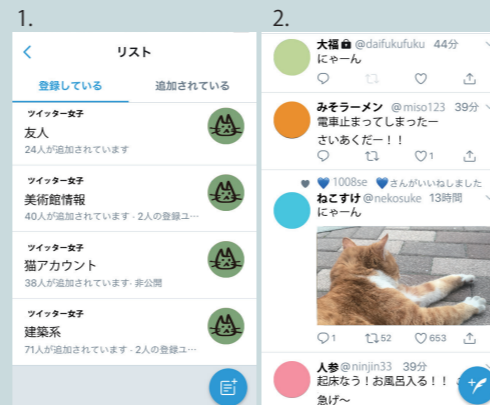 1.
リスト
登録している
追加されている
ツイッター女子
友人
24人が追加されています
ツイッター女子
美術館情報
40人が追加されています・2人の登録ユ…
ツイッター女子
猫アカウント
38人が追加されています・非公開
ツイッター女子
建築系
71人が追加されています・2人の登録ユ…
2.
大福 @daifukufuku 44分
にゃーん
みそラーメン @miso123 39分
電車止まってしまったー
さいあくだー！！
1
1008se さんがいいねしました
ねこすけ @nekosuke 13時間
にゃーん
1 52 653
人参@ninjin33 39分
起床なう！お風呂入る！！
急げ〜